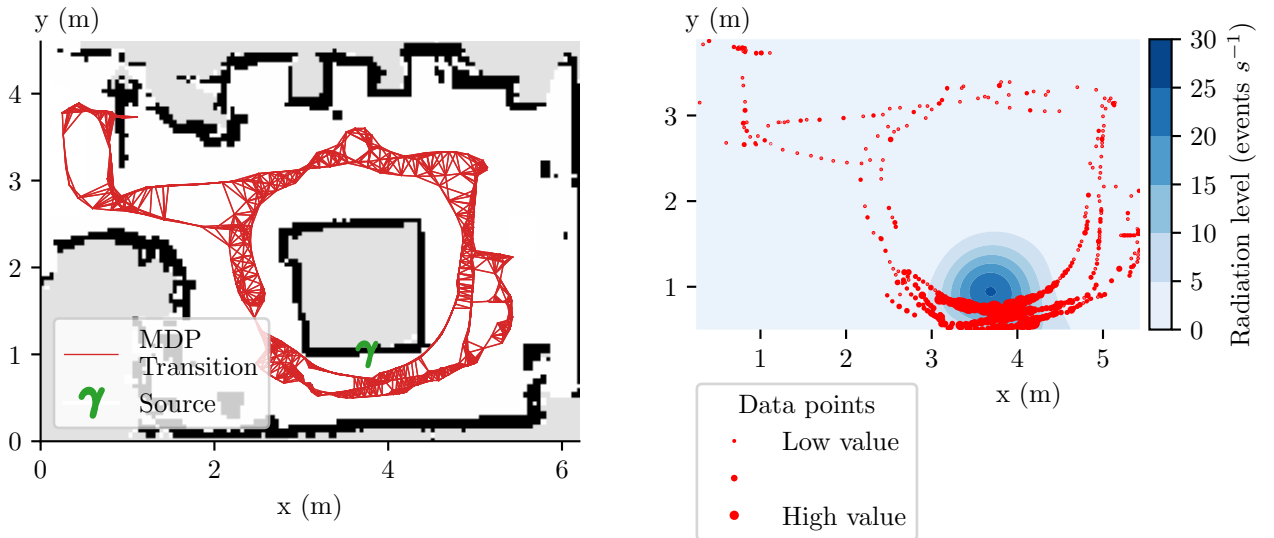 y (m)
4
3
2
1
0
0
2
4
6
x (m)
MDP
Transition
γ
Source
γ
y (m)
3
2
1
1
2
3
4
5
x (m)
30
25
20
15
10
5
0
Radiation level (events s⁻¹)
Data points
Low value
High value